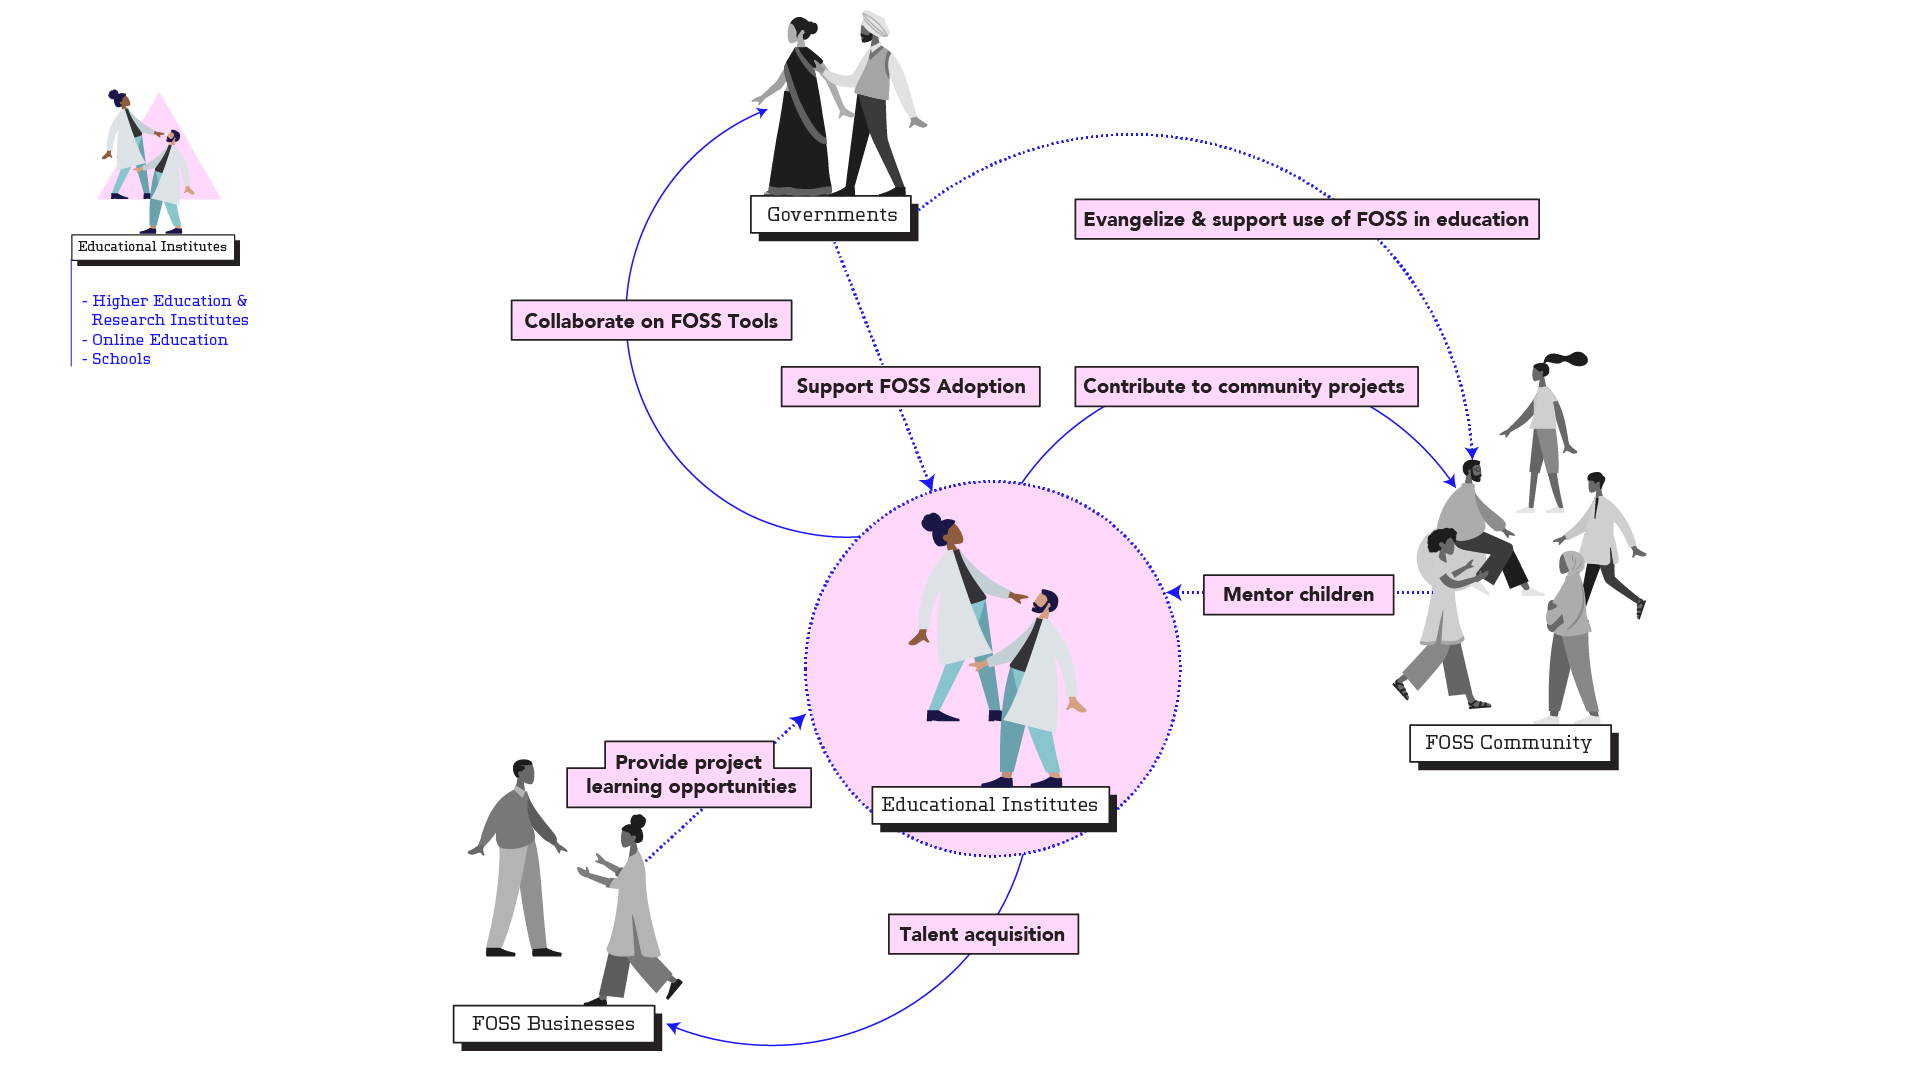 Educational Institutes
- Higher Education &
Research Institutes
- Online Education
- Schools
Governments
Evangelize & support use of FOSS in education
Collaborate on FOSS Tools
Support FOSS Adoption
Contribute to community projects
Mentor children
FOSS Community
Provide project
learning opportunities
Educational Institutes
Talent acquisition
FOSS Businesses